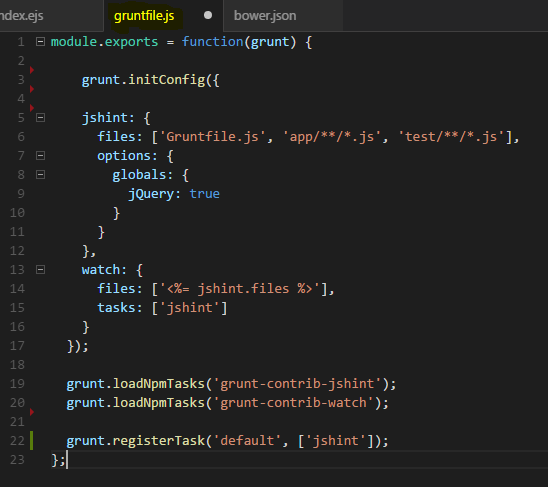 ndex.ejs gruntfile.js bower.json
1 module.exports = function(grunt) {
2
3 grunt.initConfig({
4
5 jshint: {
6 files: ['Gruntfile.js', 'app/**/*.js', 'test/**/*.js'],
7 options: {
8 globals: {
9 jQuery: true
10 }
11 }
12 },
13 watch: {
14 files: ['<%= jshint.files %>'],
15 tasks: ['jshint']
16 }
17 });
18
19 grunt.loadNpmTasks('grunt-contrib-jshint');
20 grunt.loadNpmTasks('grunt-contrib-watch');
21
22 grunt.registerTask('default', ['jshint']);
23 };